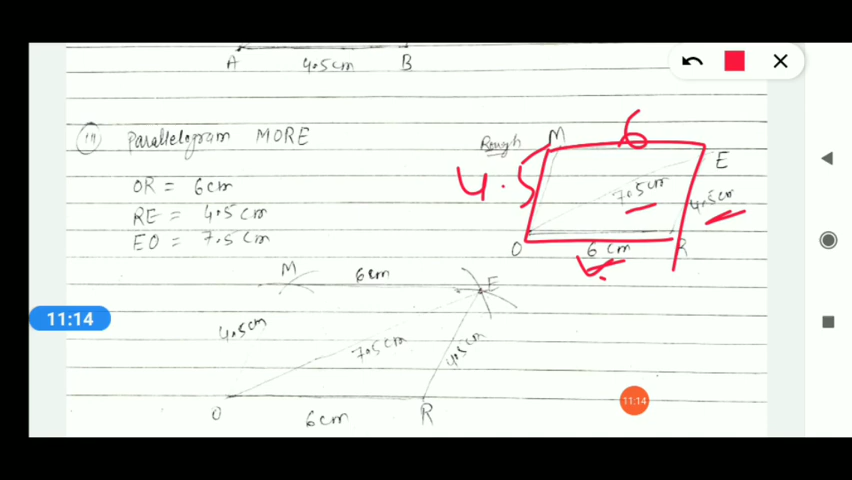 A 4.5cm B
(iii) Parallelogram MORE
OR = 6cm
RE = 4.5cm
EO = 7.5cm
Rough
M 6 E
4.5 7.5cm 4.5cm
O 6 cm R
M 6cm E
11:14
4.5cm 7.5cm 4.5cm
11:14
O 6cm R